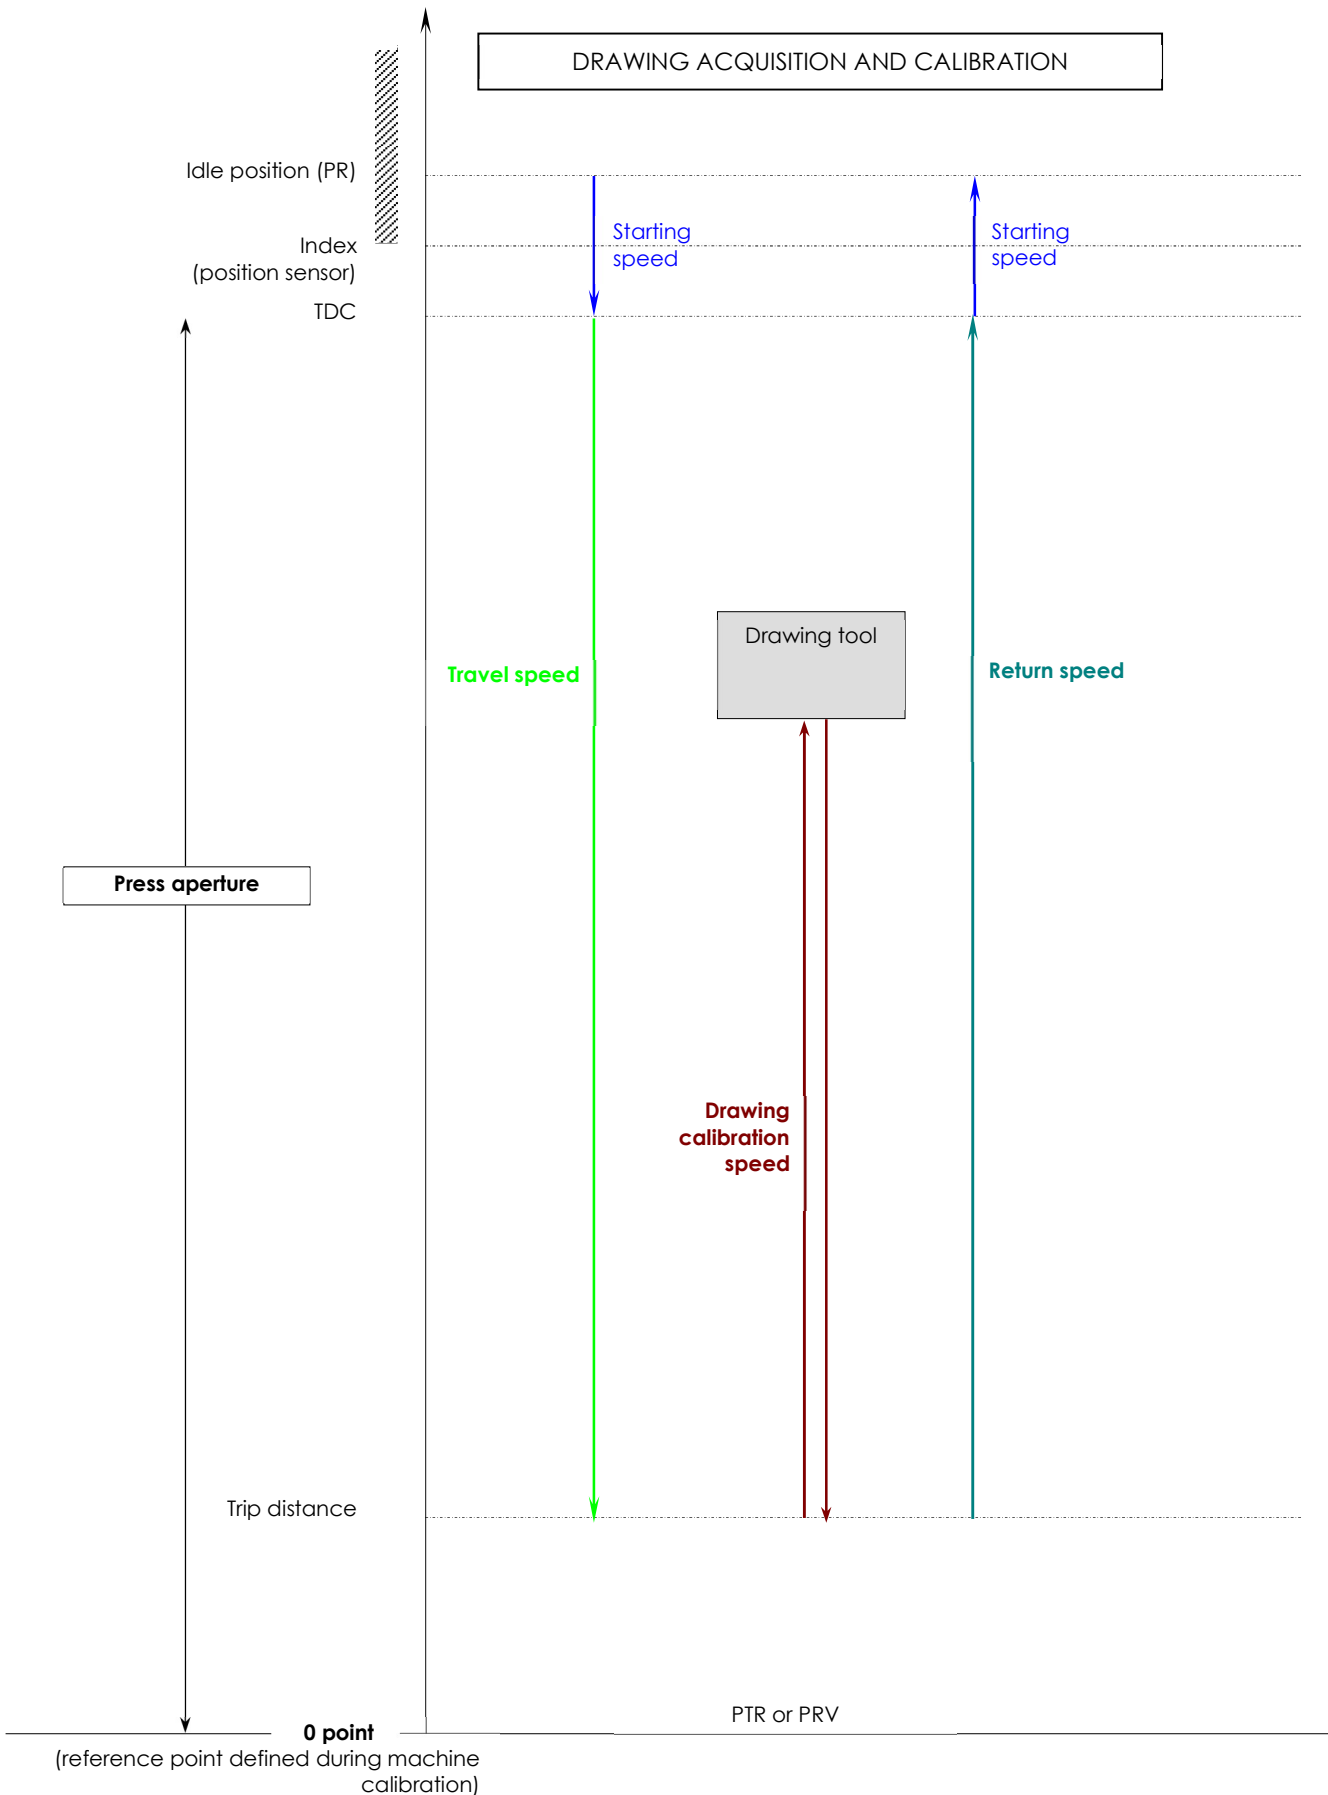 DRAWING ACQUISITION AND CALIBRATION
Idle position (PR)
Starting
speed
Starting
speed
Index
(position sensor)
TDC
Drawing tool
Travel speed
Return speed
Press aperture
Drawing
calibration
speed
Trip distance
PTR or PRV
0 point
(reference point defined during machine
calibration)